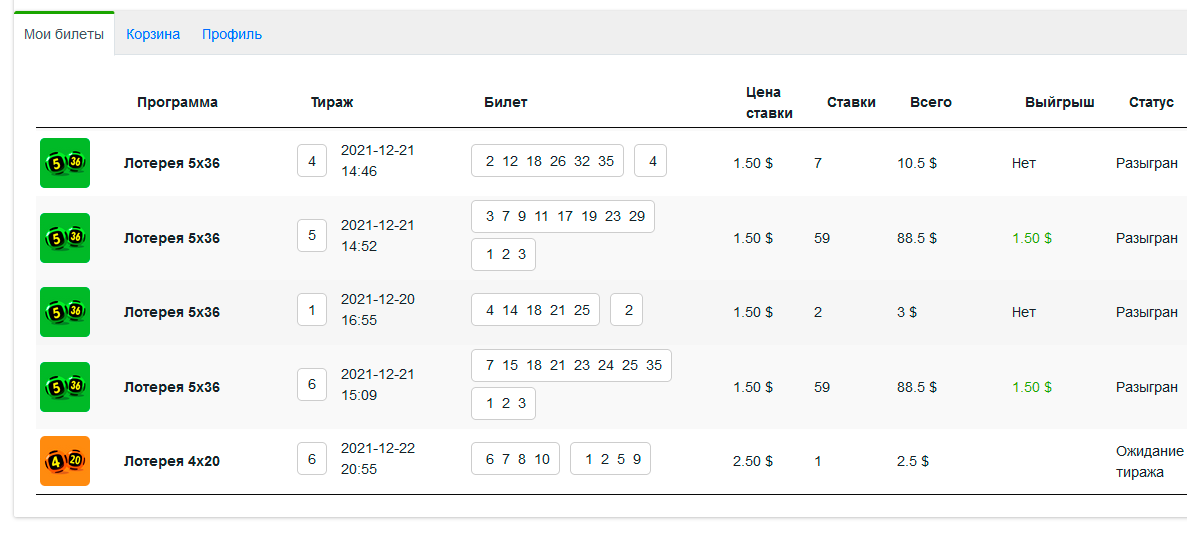 Мои билеты Корзина Профиль
Программа Тираж Билет Цена ставки Ставки Всего Выйгрыш Статус
5 36 Лотерея 5x36 4 2021-12-21 14:46 2 12 18 26 32 35 4 1.50 $ 7 10.5 $ Нет Разыгран
5 36 Лотерея 5x36 5 2021-12-21 14:52 3 7 9 11 17 19 23 29 1 2 3 1.50 $ 59 88.5 $ 1.50 $ Разыгран
5 36 Лотерея 5x36 1 2021-12-20 16:55 4 14 18 21 25 2 1.50 $ 2 3 $ Нет Разыгран
5 36 Лотерея 5x36 6 2021-12-21 15:09 7 15 18 21 23 24 25 35 1 2 3 1.50 $ 59 88.5 $ 1.50 $ Разыгран
4 20 Лотерея 4x20 6 2021-12-22 20:55 6 7 8 10 1 2 5 9 2.50 $ 1 2.5 $ Ожидание тиража